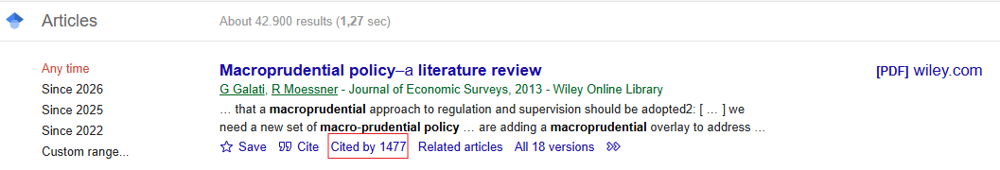 Articles
About 42.900 results (1,27 sec)
Any time
Since 2026
Since 2025
Since 2022
Custom range...
Macroprudential policy–a literature review
[PDF] wiley.com
G Galati, R Moessner - Journal of Economic Surveys, 2013 - Wiley Online Library
… that a macroprudential approach to regulation and supervision should be adopted2: [ … ] we
need a new set of macro-prudential policy … are adding a macroprudential overlay to address …
Save Cite Cited by 1477 Related articles All 18 versions